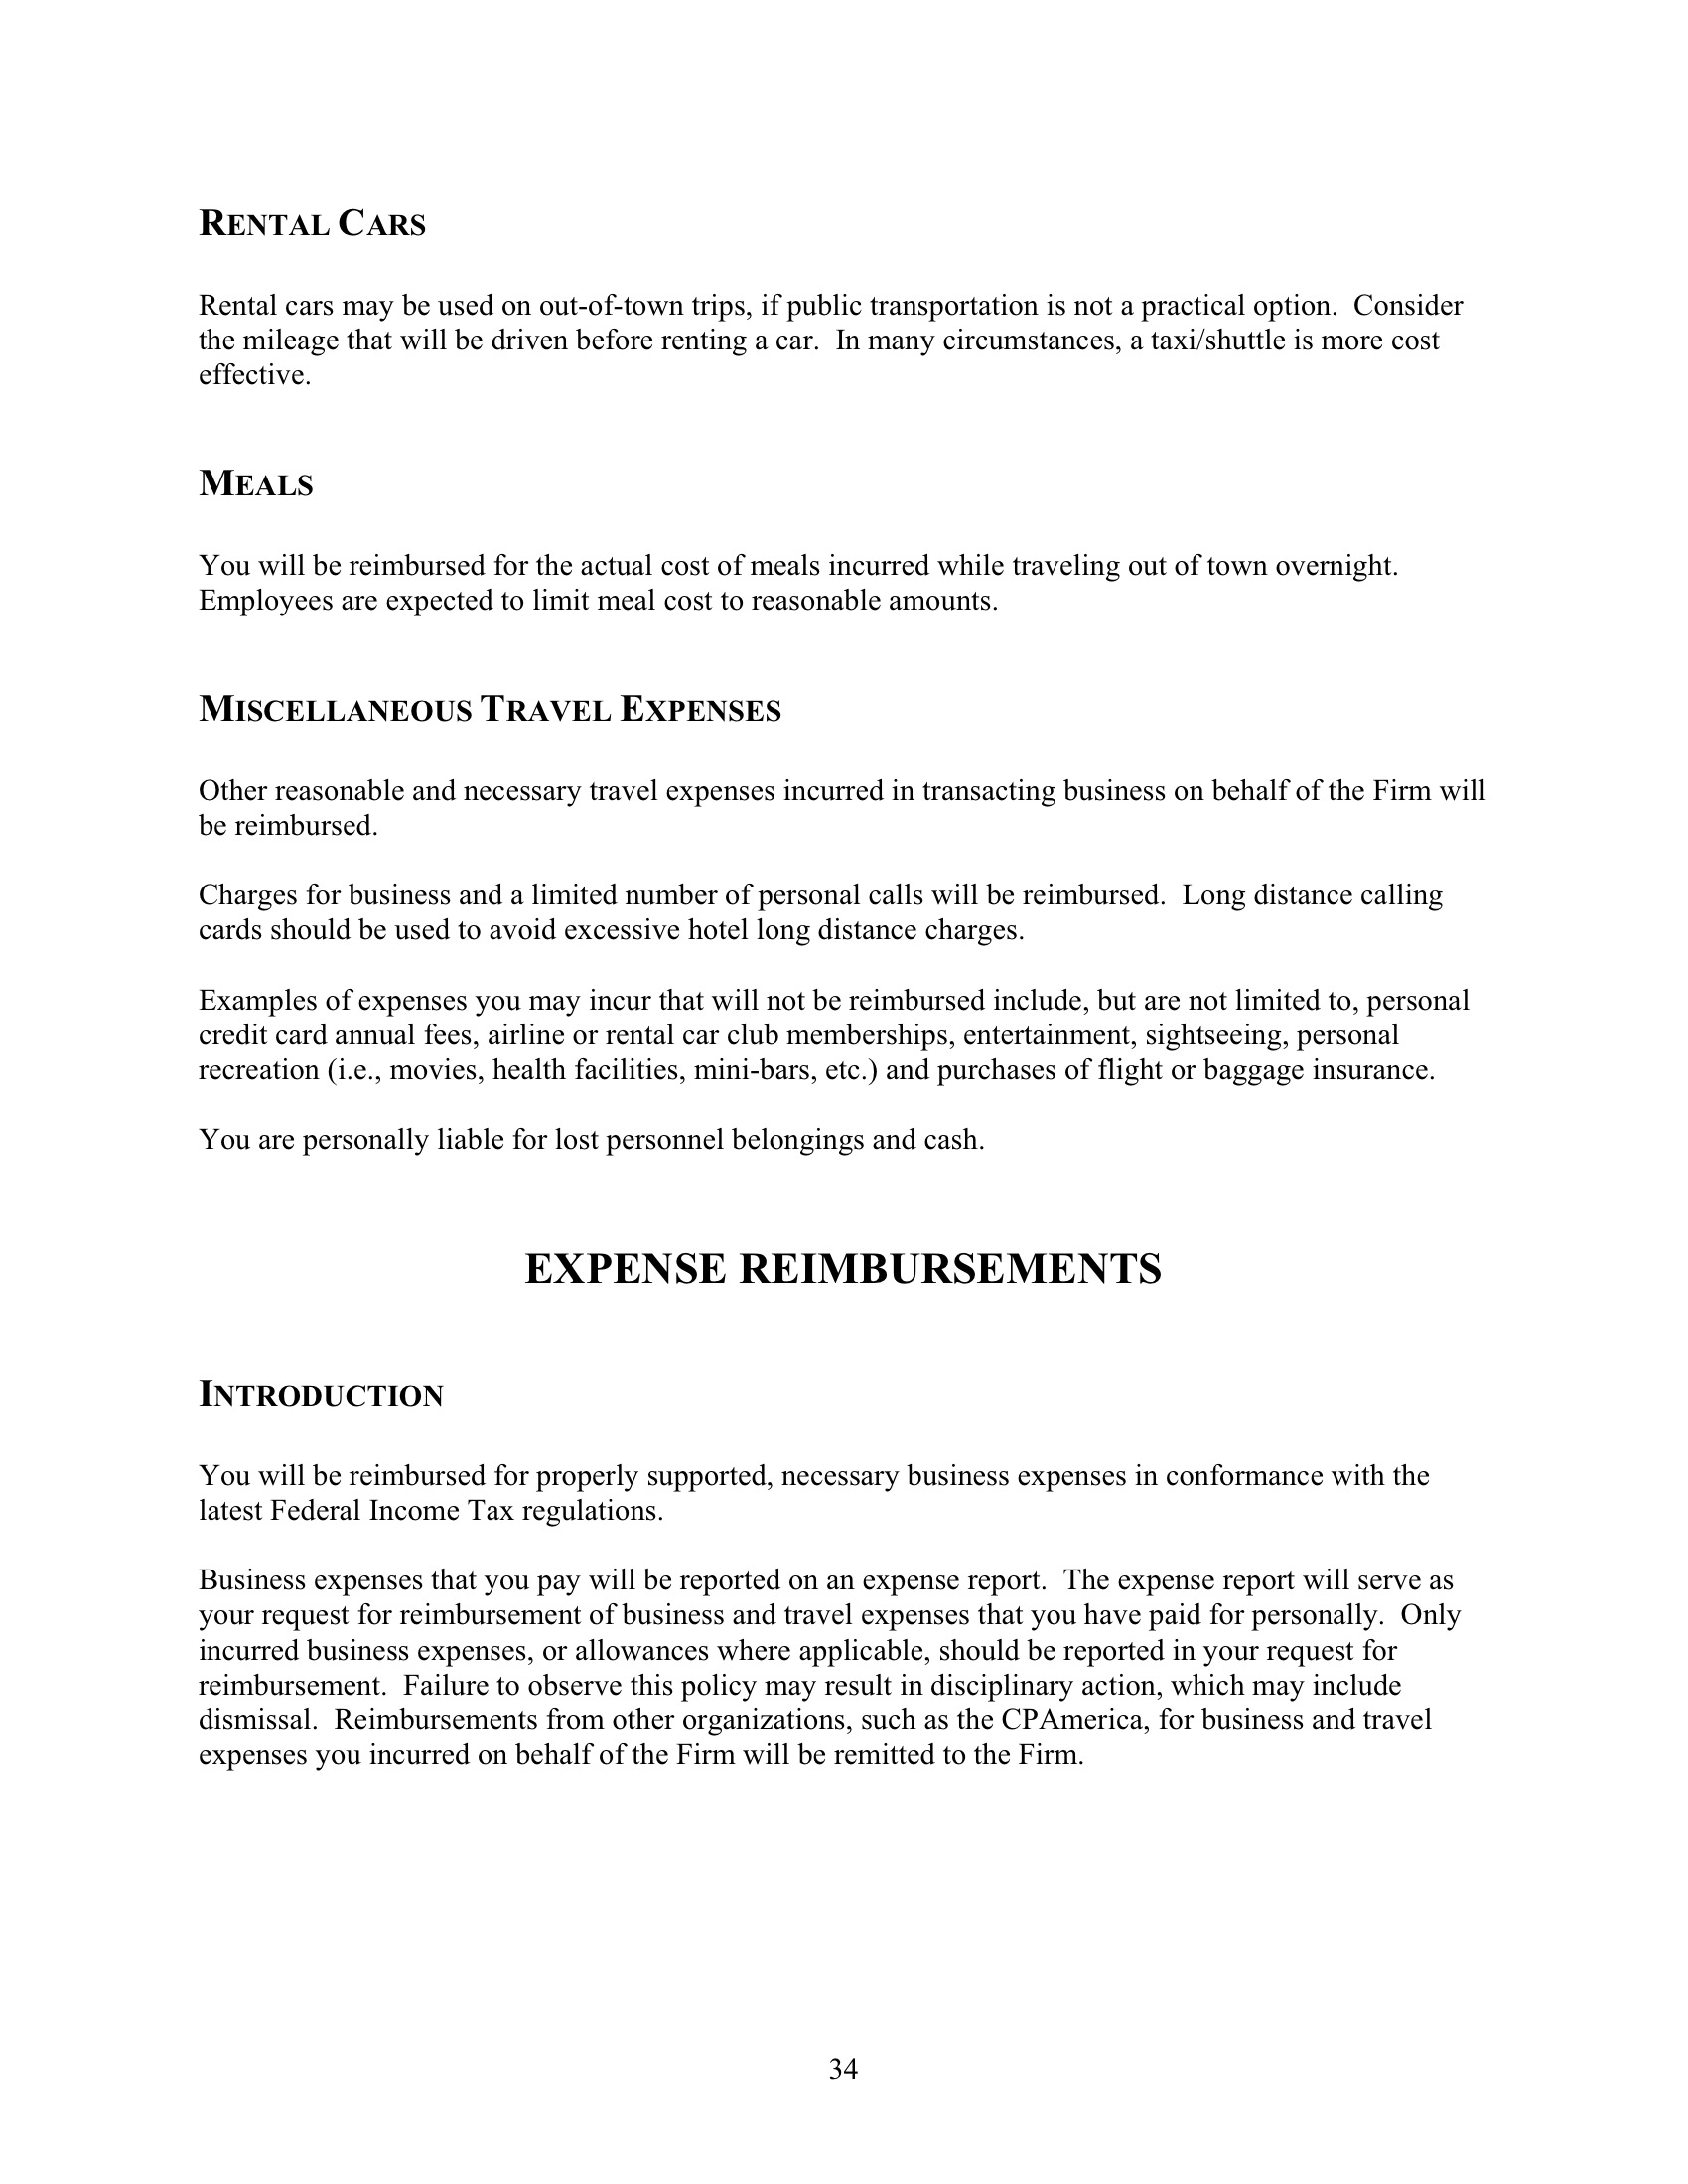 RENTAL CARS
Rental cars may be used on out-of-town trips, if public transportation is not a practical option.  Consider
the mileage that will be driven before renting a car.  In many circumstances, a taxi/shuttle is more cost
effective.
MEALS
You will be reimbursed for the actual cost of meals incurred while traveling out of town overnight.
Employees are expected to limit meal cost to reasonable amounts.
MISCELLANEOUS TRAVEL EXPENSES
Other reasonable and necessary travel expenses incurred in transacting business on behalf of the Firm will
be reimbursed.
Charges for business and a limited number of personal calls will be reimbursed.  Long distance calling
cards should be used to avoid excessive hotel long distance charges.
Examples of expenses you may incur that will not be reimbursed include, but are not limited to, personal
credit card annual fees, airline or rental car club memberships, entertainment, sightseeing, personal
recreation (i.e., movies, health facilities, mini-bars, etc.) and purchases of flight or baggage insurance.
You are personally liable for lost personnel belongings and cash.
EXPENSE REIMBURSEMENTS
INTRODUCTION
You will be reimbursed for properly supported, necessary business expenses in conformance with the
latest Federal Income Tax regulations.
Business expenses that you pay will be reported on an expense report.  The expense report will serve as
your request for reimbursement of business and travel expenses that you have paid for personally.  Only
incurred business expenses, or allowances where applicable, should be reported in your request for
reimbursement.  Failure to observe this policy may result in disciplinary action, which may include
dismissal.  Reimbursements from other organizations, such as the CPAmerica, for business and travel
expenses you incurred on behalf of the Firm will be remitted to the Firm.
34